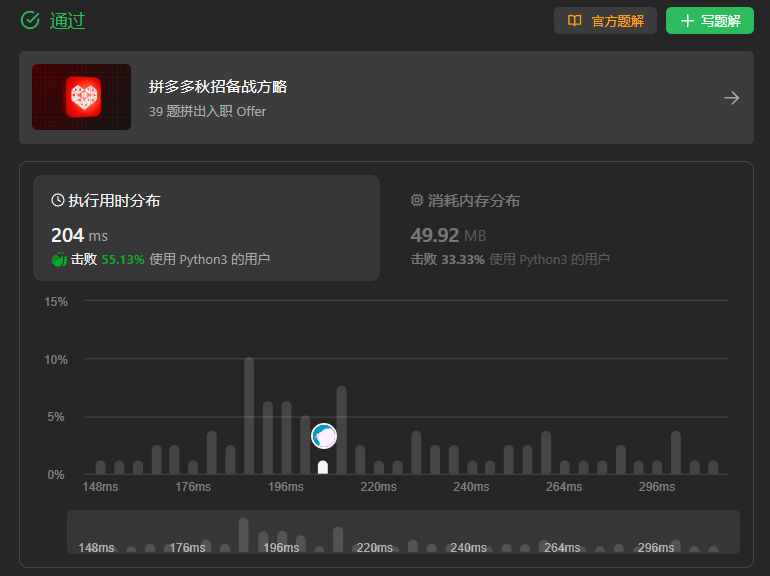 通过
官方题解
写题解
拼多多秋招备战方略
39 题拼出入职 Offer
执行用时分布
204 ms
击败 55.13% 使用 Python3 的用户
消耗内存分布
49.92 MB
击败 33.33% 使用 Python3 的用户
15%
10%
5%
0%
148ms 176ms 196ms 220ms 240ms 264ms 296ms
148ms 176ms 196ms 220ms 240ms 264ms 296ms